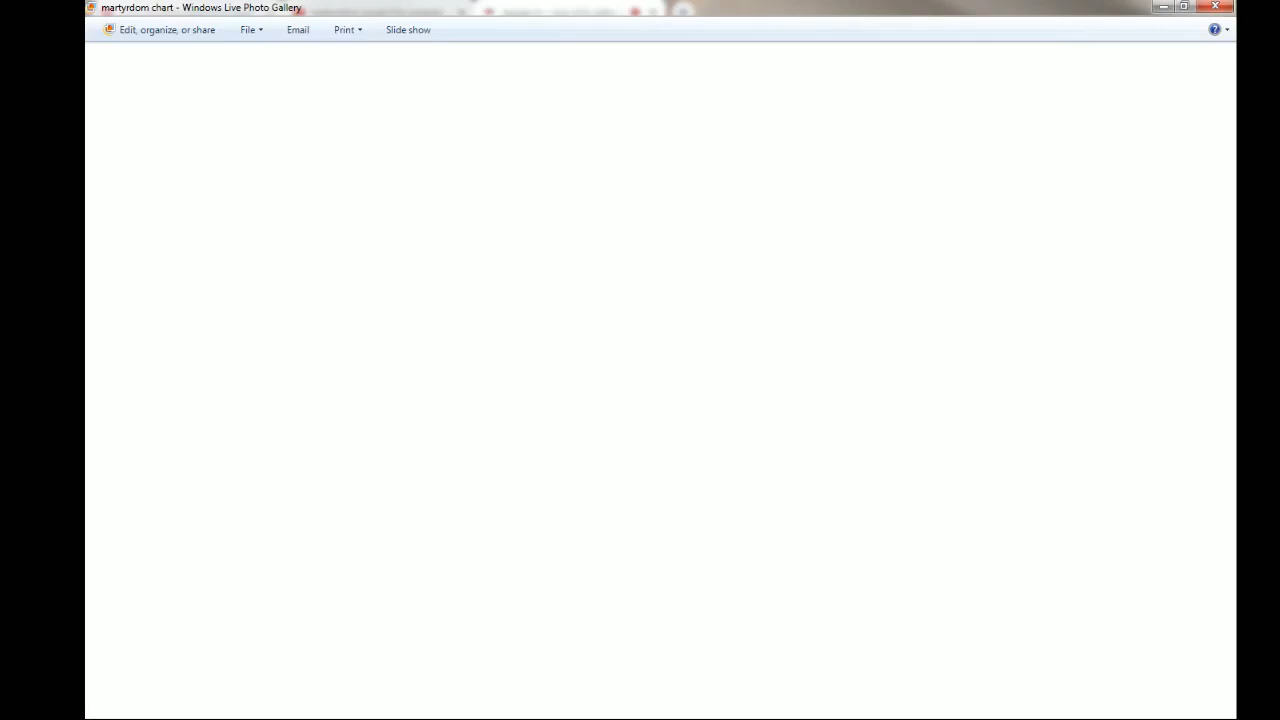 martyrdom chart - Windows Live Photo Gallery
Edit, organize, or share File Email Print Slide show